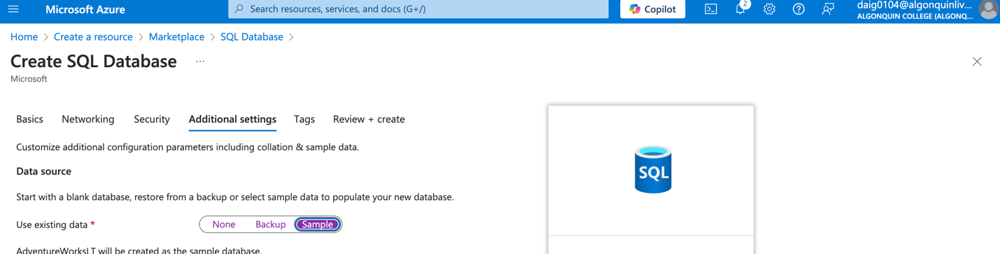 Microsoft Azure
Search resources, services, and docs (G+/)
Copilot
2
daig0104@algonquinliv...
ALGONQUIN COLLEGE (ALGONQ...
Home > Create a resource > Marketplace > SQL Database >
Create SQL Database ...
Microsoft
Basics Networking Security Additional settings Tags Review + create
Customize additional configuration parameters including collation & sample data.
Data source
Start with a blank database, restore from a backup or select sample data to populate your new database.
Use existing data * None Backup Sample
AdventureWorksLT will be created as the sample database.
SQL